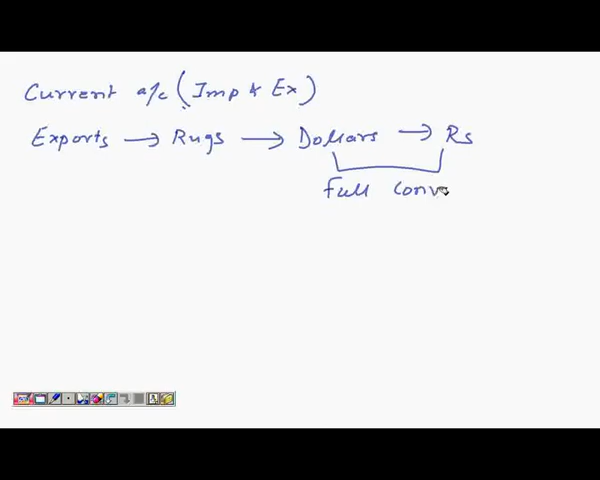 Current a/c (Imp & Ex)
Exports → Rugs → Dollars → Rs
Full Conv